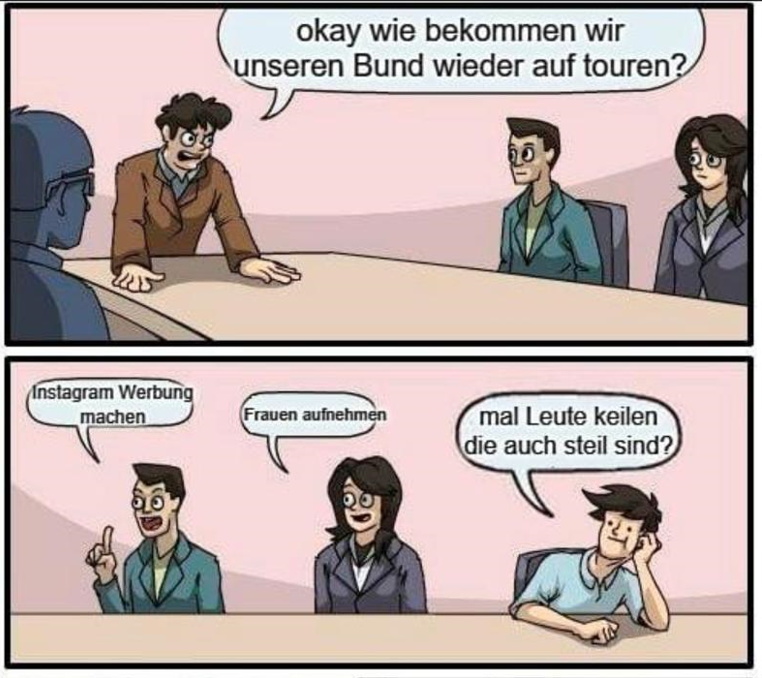 okay wie bekommen wir
unseren Bund wieder auf touren?
Instagram Werbung
machen
Frauen aufnehmen
mal Leute keilen
die auch steil sind?